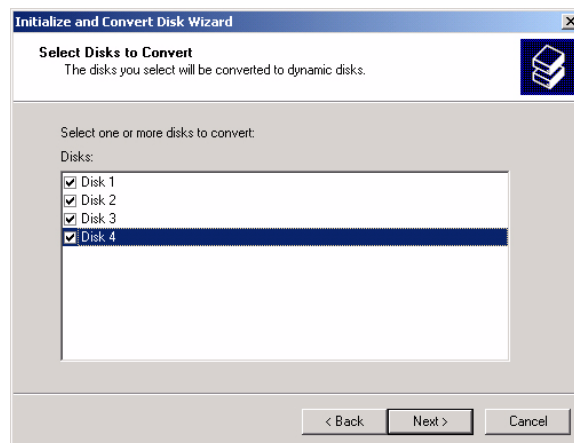 Initialize and Convert Disk Wizard
Select Disks to Convert
The disks you select will be converted to dynamic disks.
Select one or more disks to convert:
Disks:
Disk 1
Disk 2
Disk 3
Disk 4
< Back Next > Cancel